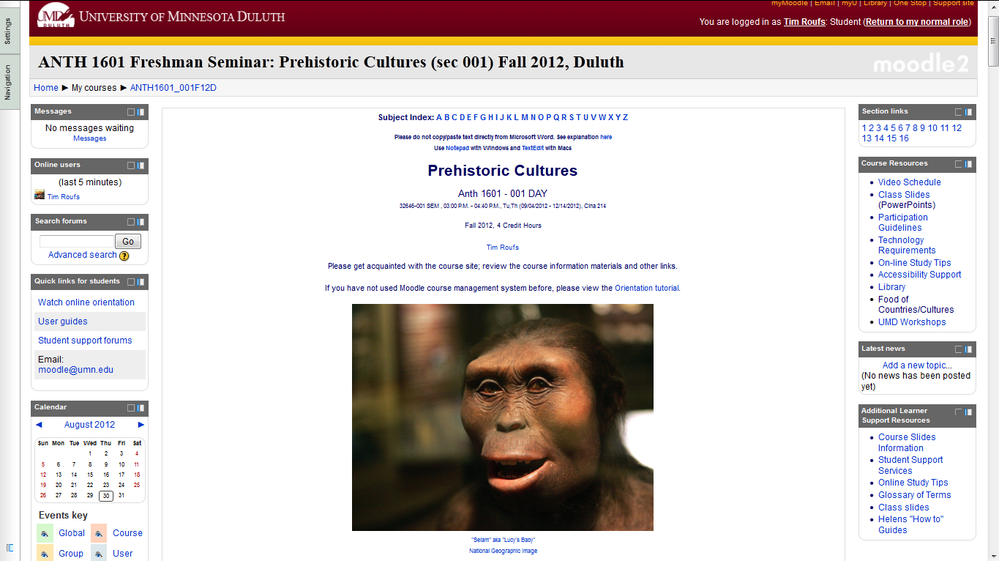 myMoodle | Email | myU | Library | One Stop | Support site
UMD
DULUTH
UNIVERSITY OF MINNESOTA DULUTH
You are logged in as Tim Roufs: Student (Return to my normal role)
Settings
Navigation
ANTH 1601 Freshman Seminar: Prehistoric Cultures (sec 001) Fall 2012, Duluth
moodle2
Home ► My courses ► ANTH1601_001F12D
Messages
No messages waiting
Messages
Online users
(last 5 minutes)
Tim Roufs
Search forums
Go
Advanced search ?
Quick links for students
Watch online orientation
User guides
Student support forums
Email:
moodle@umn.edu
Calendar
◄ August 2012 ►
Sun Mon Tue Wed Thu Fri Sat
1 2 3 4
5 6 7 8 9 10 11
12 13 14 15 16 17 18
19 20 21 22 23 24 25
26 27 28 29 30 31
Events key
Global Course
Group User
Subject Index: A B C D E F G H I J K L M N O P Q R S T U V W X Y Z
Please do not copy/paste text directly from Microsoft Word. See explanation here
Use Notepad with Windows and TextEdit with Macs
Prehistoric Cultures
Anth 1601 - 001 DAY
32646-001 SEM , 03:00 P.M. - 04:40 P.M., Tu,Th (09/04/2012 - 12/14/2012), Cina 214
Fall 2012, 4 Credit Hours
Tim Roufs
Please get acquainted with the course site; review the course information materials and other links.
If you have not used Moodle course management system before, please view the Orientation tutorial.
"Selam" aka "Lucy's Baby"
National Geographic Image
Section links
1 2 3 4 5 6 7 8 9 10 11 12
13 14 15 16
Course Resources
Video Schedule
Class Slides
(PowerPoints)
Participation
Guidelines
Technology
Requirements
On-line Study Tips
Accessibility Support
Library
Food of
Countries/Cultures
UMD Workshops
Latest news
Add a new topic...
(No news has been posted
yet)
Additional Learner
Support Resources
Course Slides
Information
Student Support
Services
Online Study Tips
Glossary of Terms
Class slides
Helens "How to"
Guides